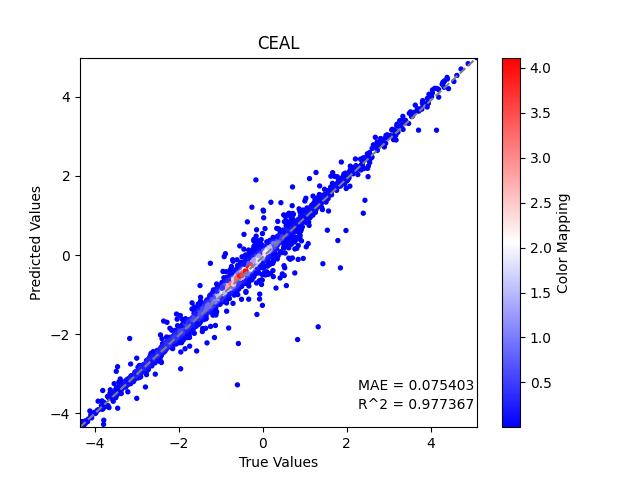 CEAL
Predicted Values
4
2
0
−2
−4
−4 −2 0 2 4
True Values
MAE = 0.075403
R^2 = 0.977367
4.0
3.5
3.0
2.5
2.0
1.5
1.0
0.5
Color Mapping